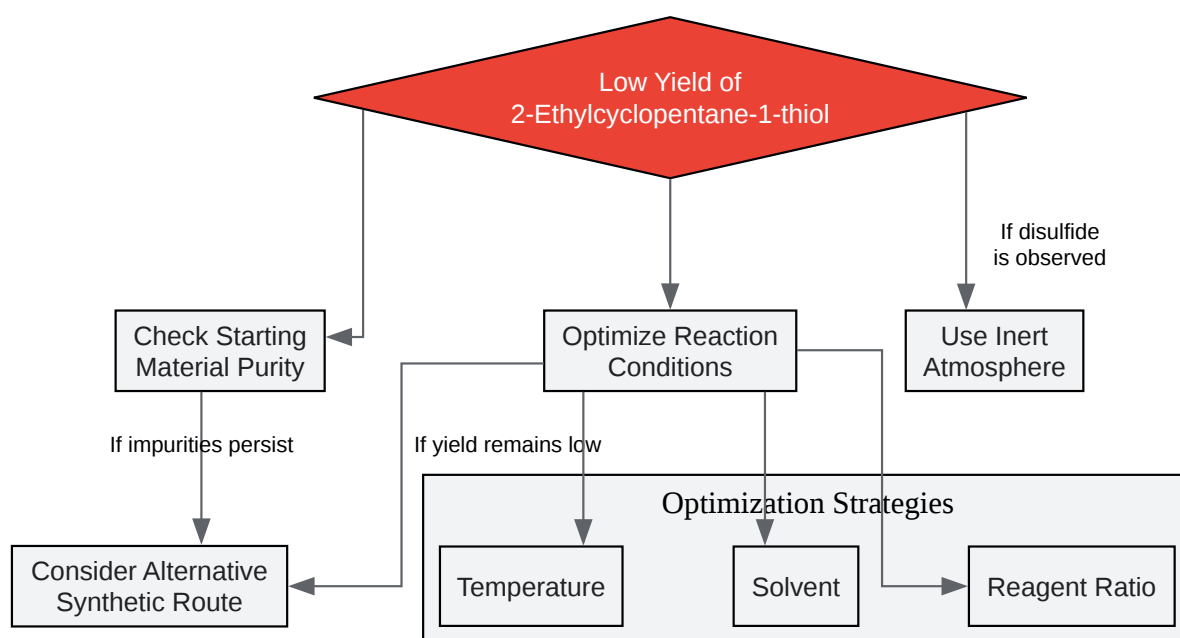 Low Yield of
2-Ethylcyclopentane-1-thiol
If disulfide
is observed
Check Starting
Material Purity
Optimize Reaction
Conditions
Use Inert
Atmosphere
If impurities persist
If yield remains low
Optimization Strategies
Consider Alternative
Synthetic Route
Temperature
Solvent
Reagent Ratio